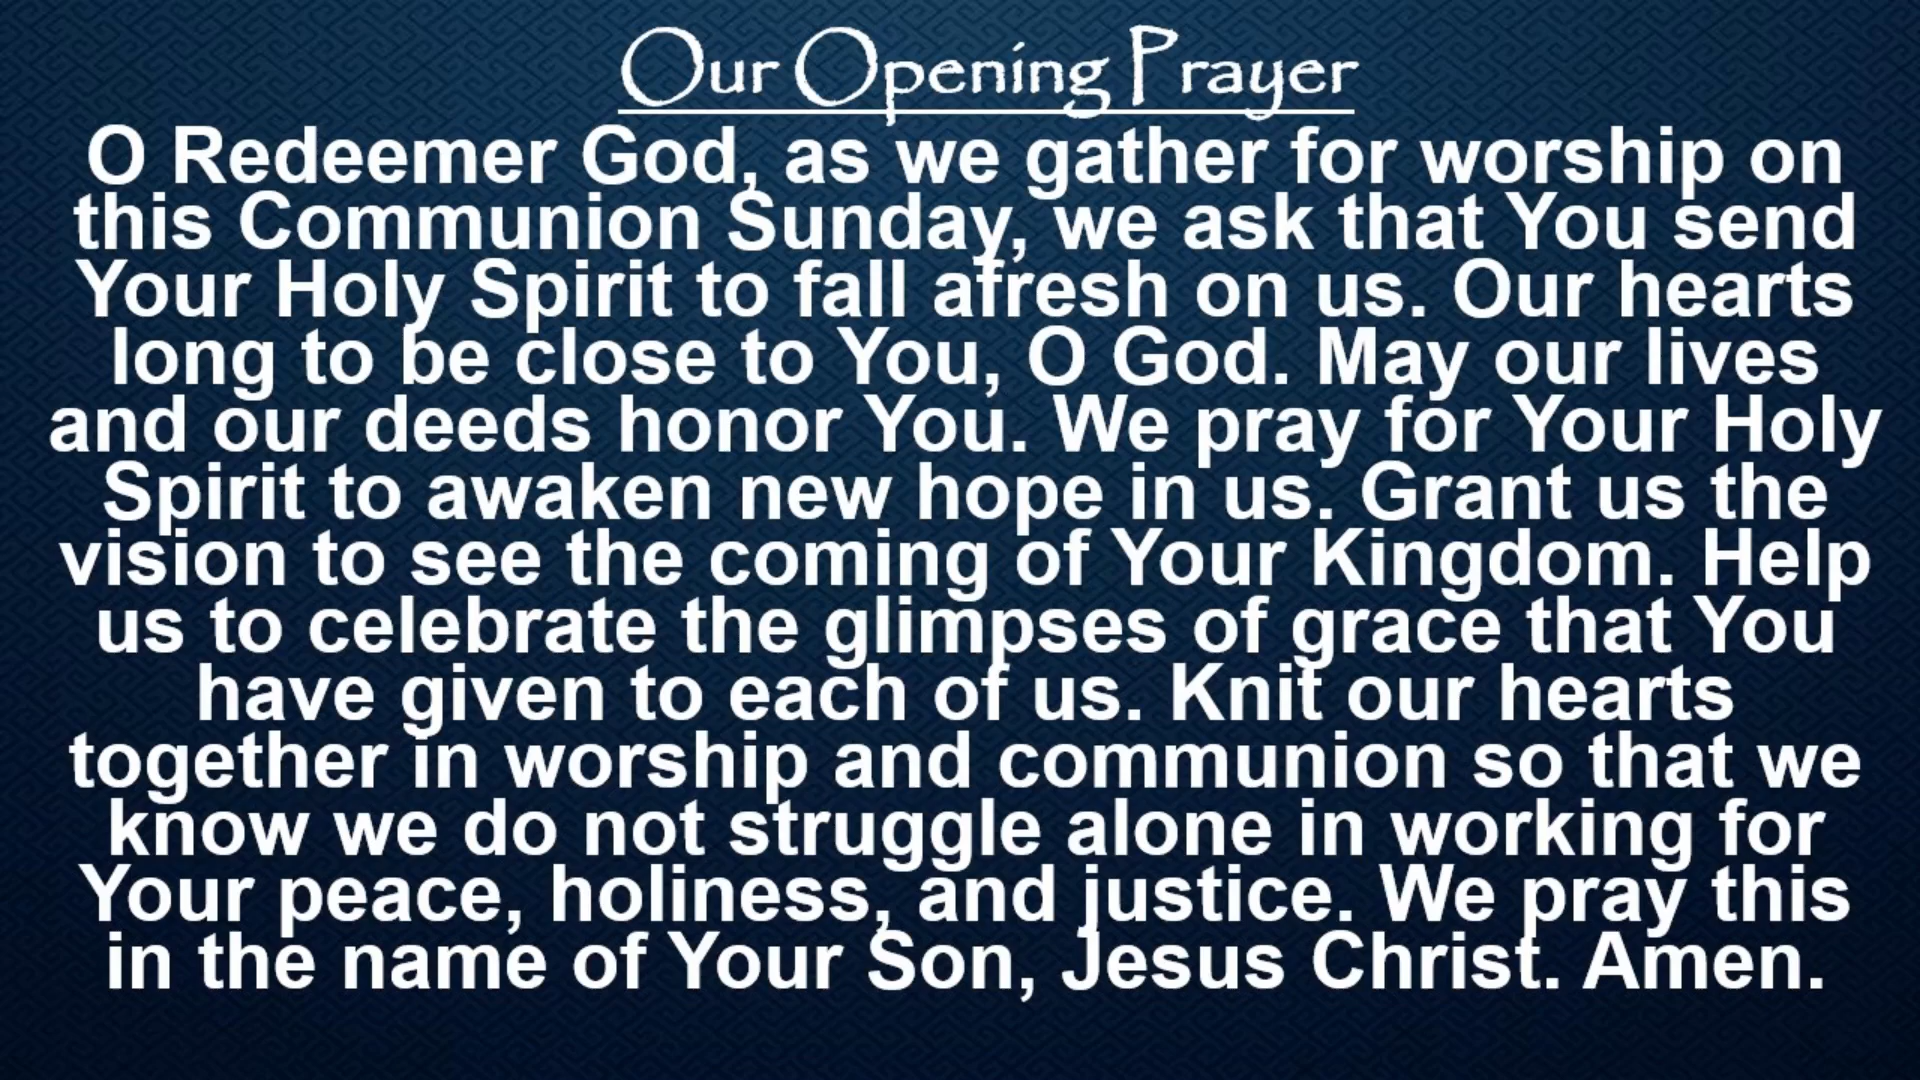 Our Opening Prayer
O Redeemer God, as we gather for worship on
this Communion Sunday, we ask that You send
Your Holy Spirit to fall afresh on us. Our hearts
long to be close to You, O God. May our lives
and our deeds honor You. We pray for Your Holy
Spirit to awaken new hope in us. Grant us the
vision to see the coming of Your Kingdom. Help
us to celebrate the glimpses of grace that You
have given to each of us. Knit our hearts
together in worship and communion so that we
know we do not struggle alone in working for
Your peace, holiness, and justice. We pray this
in the name of Your Son, Jesus Christ. Amen.